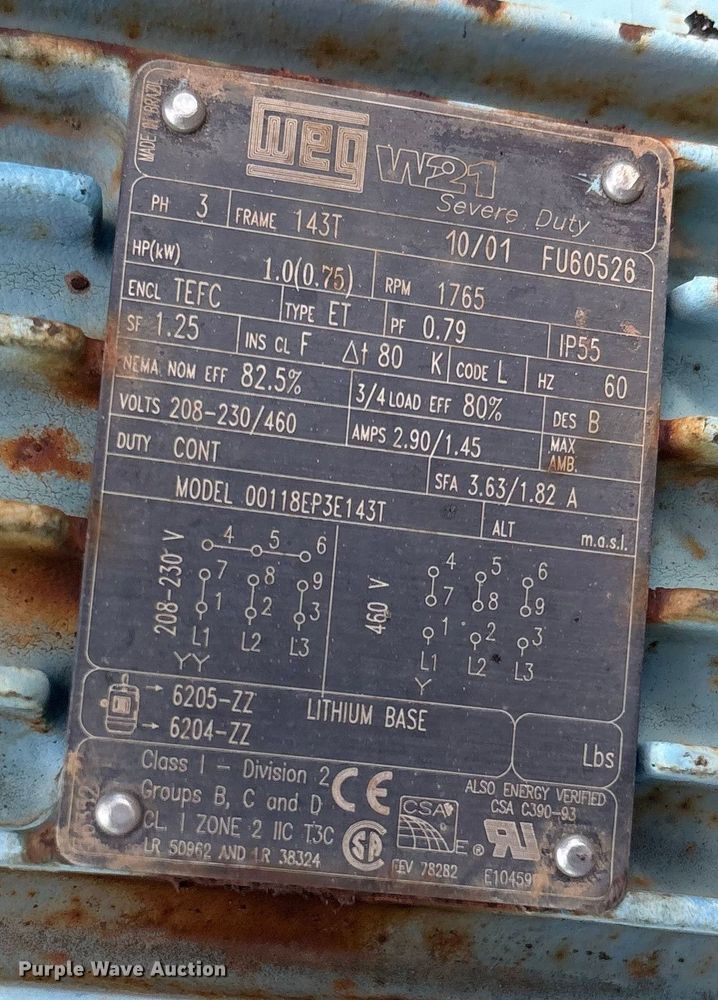 MADE IN BRAZIL
WEG W21
Severe Duty
PH 3 FRAME 143T 10/01 FU60526
HP(kW) 1.0(0.75) RPM 1765
ENCL TEFC TYPE ET PF 0.79 IP55
SF 1.25 INS CL F Δt 80 K CODE L HZ 60
NEMA NOM EFF 82.5% 3/4 LOAD EFF 80% DES B
VOLTS 208-230/460 AMPS 2.90/1.45 MAX AMB.
DUTY CONT SFA 3.63/1.82 A
MODEL 00118EP3E143T ALT m.a.s.l.
208-230 V
4 5 6
7 8 9
1 2 3
L1 L2 L3
YY
460 V
4 5 6
7 8 9
1 2 3
L1 L2 L3
Y
→ 6205-ZZ LITHIUM BASE
→ 6204-ZZ
Lbs
Class I - Division 2
Groups B, C and D
CL I ZONE 2 IIC T3C
LR 50962 AND LR 38324
CE
CSA
ALSO ENERGY VERIFIED
CSA C390-93
EEV 78282
E10459
Purple Wave Auction